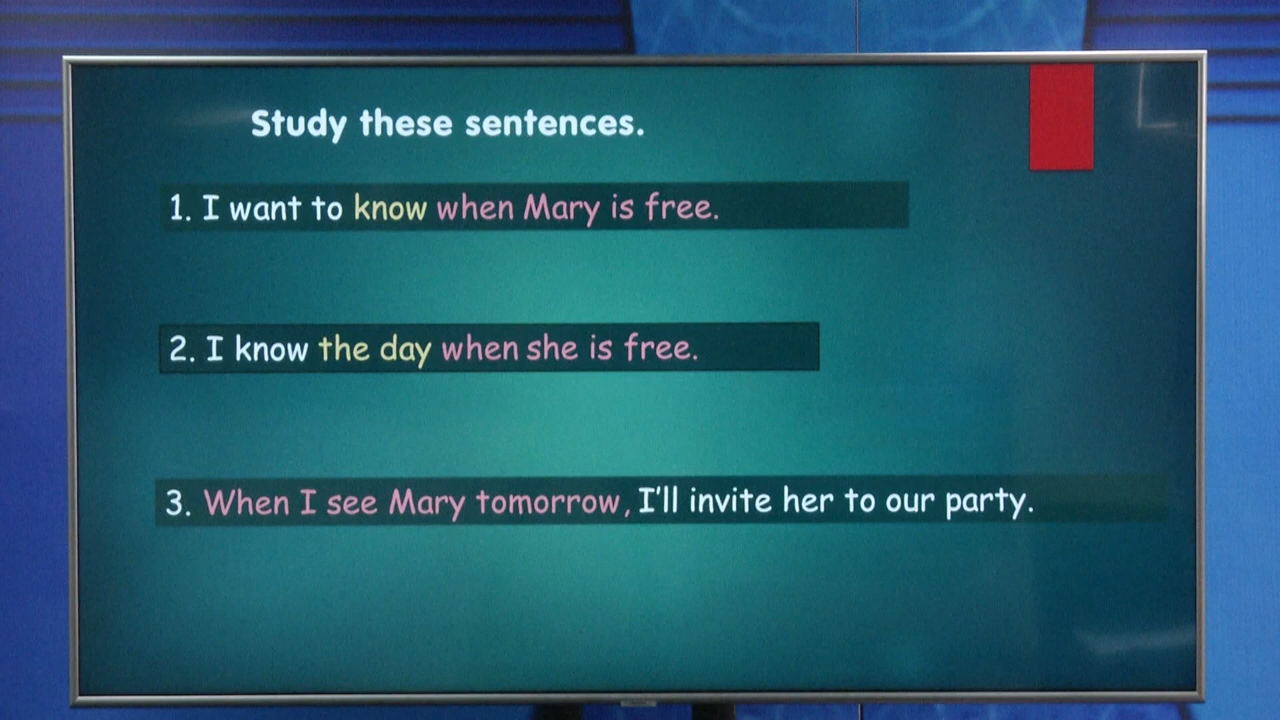 Study these sentences.
1. I want to know when Mary is free.
2. I know the day when she is free.
3. When I see Mary tomorrow, I'll invite her to our party.